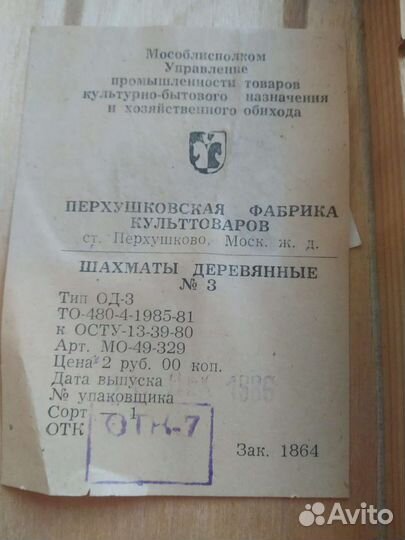 Мособлисполком
Управление
промышленности товаров
культурно-бытового назначения
и хозяйственного обихода
ПЕРХУШКОВСКАЯ ФАБРИКА
КУЛЬТТОВАРОВ
ст. Перхушково, Моск. ж. д.
ШАХМАТЫ ДЕРЕВЯННЫЕ
№ 3
Тип ОД-3
ТО-480-4-1985-81
к ОСТУ-13-39-80
Арт. МО-49-329
Цена 2 руб. 00 коп.
Дата выпуска 1986
№ упаковщика
Сорт — 1
ОТК ОТК-7
Зак. 1864
Avito